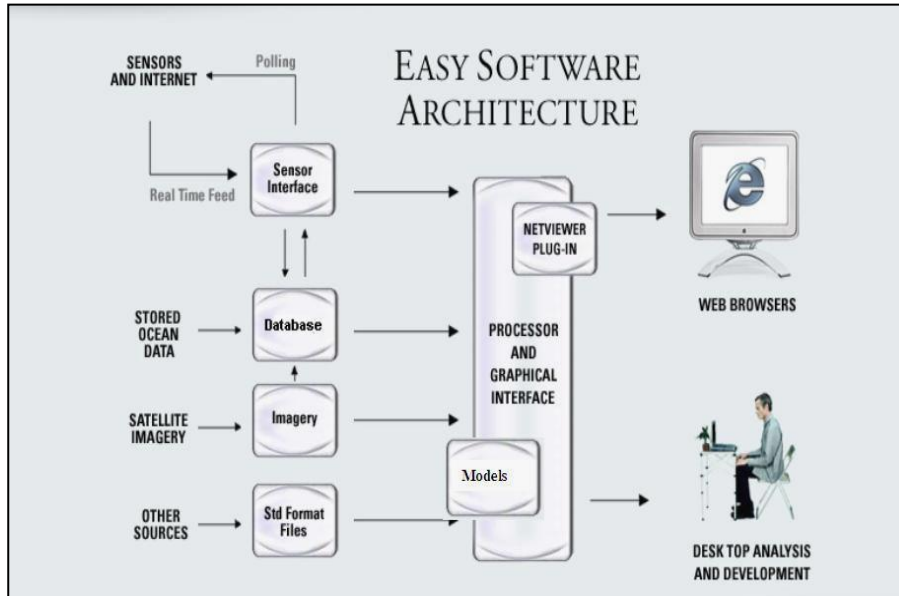 EASY SOFTWARE
ARCHITECTURE
SENSORS
AND INTERNET
Polling
Real Time Feed
Sensor
Interface
STORED
OCEAN
DATA
Database
SATELLITE
IMAGERY
Imagery
OTHER
SOURCES
Std Format
Files
NETVIEWER
PLUG-IN
PROCESSOR
AND
GRAPHICAL
INTERFACE
Models
e
WEB BROWSERS
DESK TOP ANALYSIS
AND DEVELOPMENT